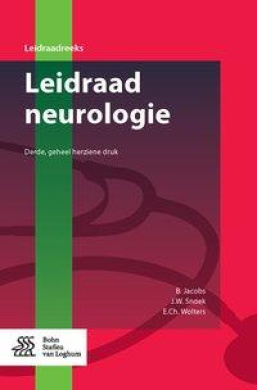 Leidraadreeks
Leidraad
neurologie
Derde, geheel herziene druk
B. Jacobs
J.W. Snoek
E.Ch. Wolters
Bohn
Stafleu
van Loghum